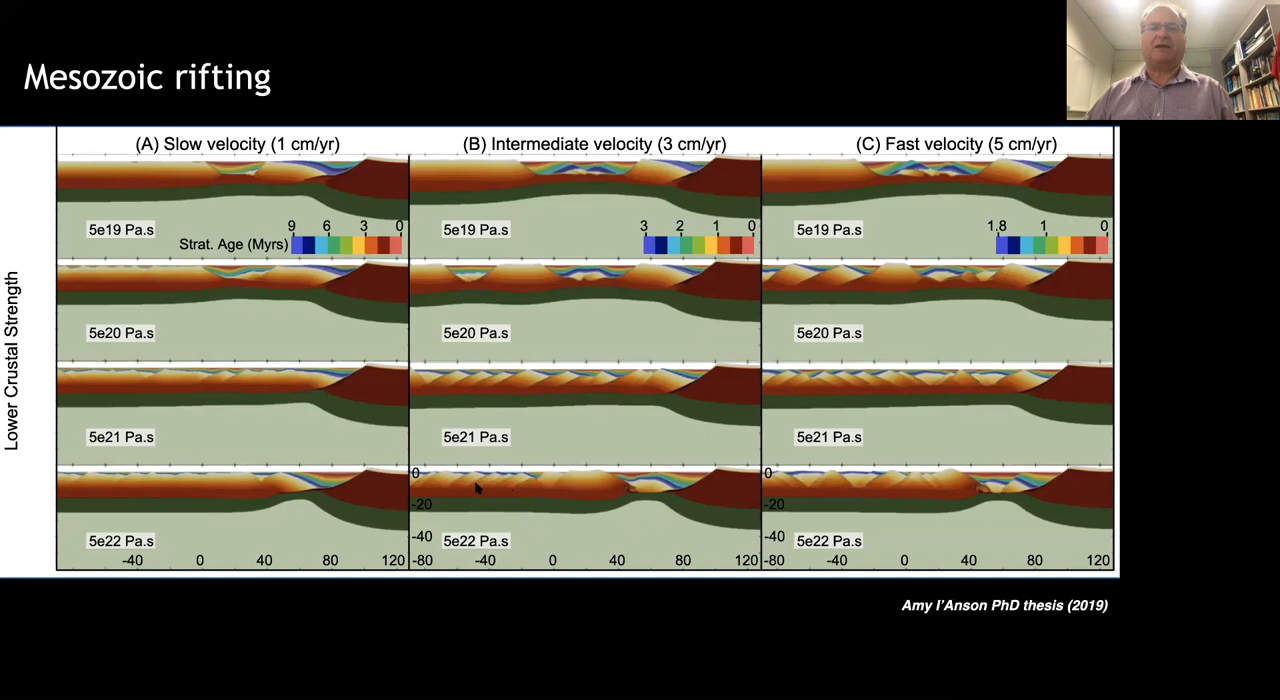 Mesozoic rifting
(A) Slow velocity (1 cm/yr)
(B) Intermediate velocity (3 cm/yr)
(C) Fast velocity (5 cm/yr)
Lower Crustal Strength
5e19 Pa.s
Strat. Age (Myrs)
9 6 3 0
5e19 Pa.s
3 2 1 0
5e19 Pa.s
1.8 1 0
5e20 Pa.s
5e20 Pa.s
5e20 Pa.s
5e21 Pa.s
5e21 Pa.s
5e21 Pa.s
5e22 Pa.s
-40 0 40 80 120
0
-20
-40
5e22 Pa.s
-80 -40 0 40 80 120
0
-20
-40
5e22 Pa.s
-80 -40 0 40 80 120
Amy I'Anson PhD thesis (2019)